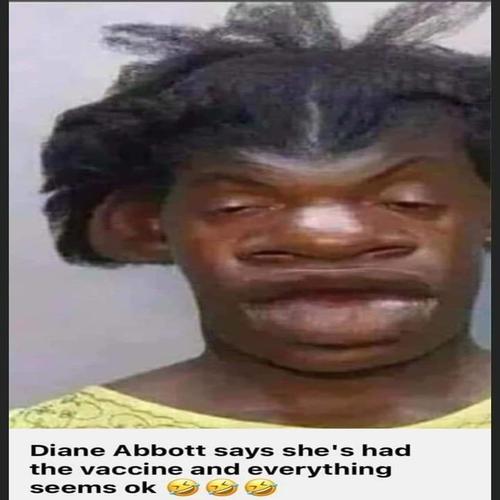 Diane Abbott says she's had
the vaccine and everything
seems ok 🤣🤣🤣